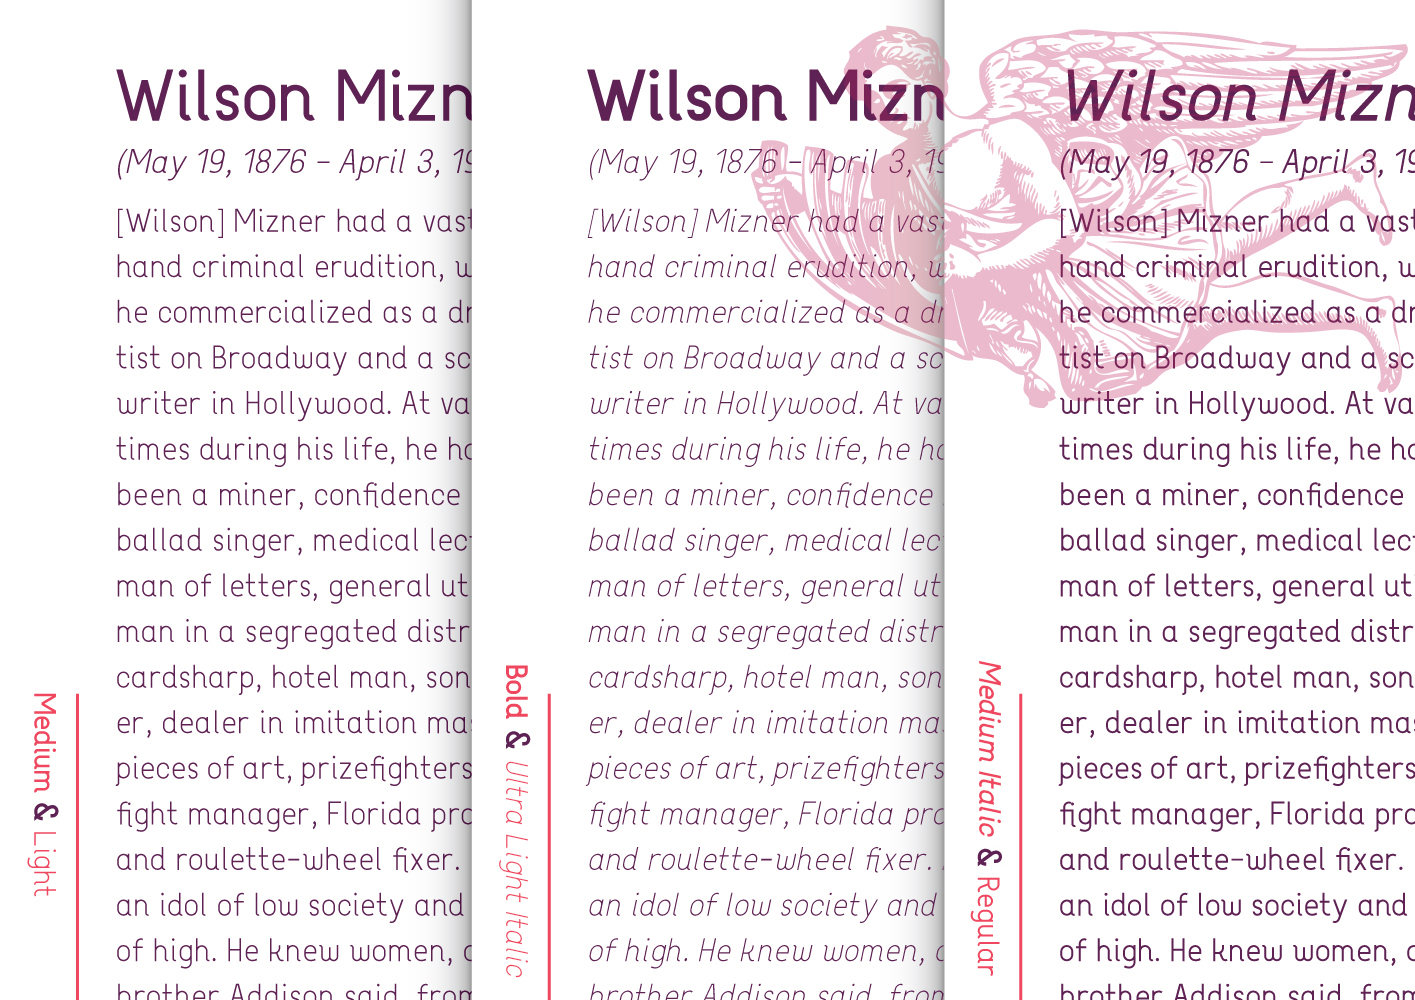 Wilson Mizn
(May 19, 1876 – April 3, 19
[Wilson] Mizner had a vast
hand criminal erudition, w
he commercialized as a dr
tist on Broadway and a sc
writer in Hollywood. At va
times during his life, he ha
been a miner, confidence
ballad singer, medical lec
man of letters, general ut
man in a segregated distr
cardsharp, hotel man, son
er, dealer in imitation mas
pieces of art, prizefighters
fight manager, Florida pro
and roulette-wheel fixer.
an idol of low society and
of high. He knew women,
brother Addison said, from
Medium & Light
Wilson Mizn
(May 19, 1876 – April 3, 19
[Wilson] Mizner had a vast
hand criminal erudition, w
he commercialized as a dr
tist on Broadway and a sc
writer in Hollywood. At va
times during his life, he ha
been a miner, confidence
ballad singer, medical lec
man of letters, general ut
man in a segregated distr
cardsharp, hotel man, son
er, dealer in imitation ma
pieces of art, prizefighters
fight manager, Florida pro
and roulette-wheel fixer.
an idol of low society and
of high. He knew women,
brother Addison said, from
Bold & Ultra Light Italic
Wilson Mizn
(May 19, 1876 – April 3, 19
[Wilson] Mizner had a vast
hand criminal erudition, w
he commercialized as a dr
tist on Broadway and a sc
writer in Hollywood. At va
times during his life, he ha
been a miner, confidence
ballad singer, medical lect
man of letters, general ut
man in a segregated distr
cardsharp, hotel man, son
er, dealer in imitation mas
pieces of art, prizefighters
fight manager, Florida pro
and roulette-wheel fixer.
an idol of low society and
of high. He knew women,
brother Addison said, from
Medium Italic & Regular